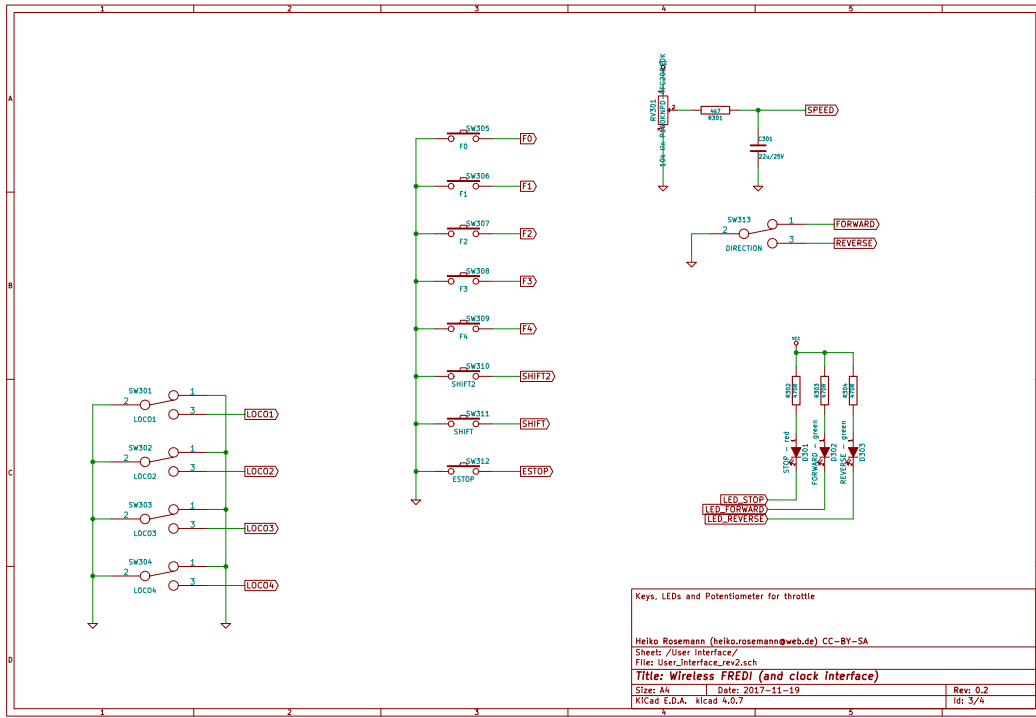 1 2 3 4 5
A
B
C
D
RV301
2
4k7
R301
SPEED
C301
22u/25V
SW305
F0
F0
SW306
F1
F1
SW307
F2
F2
SW308
F3
F3
SW309
F4
F4
SW310
SHIFT2
SHIFT2
SW311
SHIFT
SHIFT
SW312
ESTOP
ESTOP
SW313
2
1
3
DIRECTION
FORWARD
REVERSE
SW301
2
1
3
LOCO1
LOCO1
SW302
2
1
3
LOCO2
LOCO2
SW303
2
1
3
LOCO3
LOCO3
SW304
2
1
3
LOCO4
LOCO4
VCC
R302
470R
R303
470R
R304
470R
STOP - red
D301
FORWARD - green
D302
REVERSE - green
D303
LED_STOP
LED_FORWARD
LED_REVERSE
Keys, LEDs and Potentiometer for throttle
Heiko Rosemann (heiko.rosemann@web.de) CC-BY-SA
Sheet: /User Interface/
File: User_interface_rev2.sch
Title: Wireless FREDI (and clock interface)
Size: A4 Date: 2017-11-19 Rev: 0.2
KiCad E.D.A. kicad 4.0.7 Id: 3/4
1 2 3 4 5